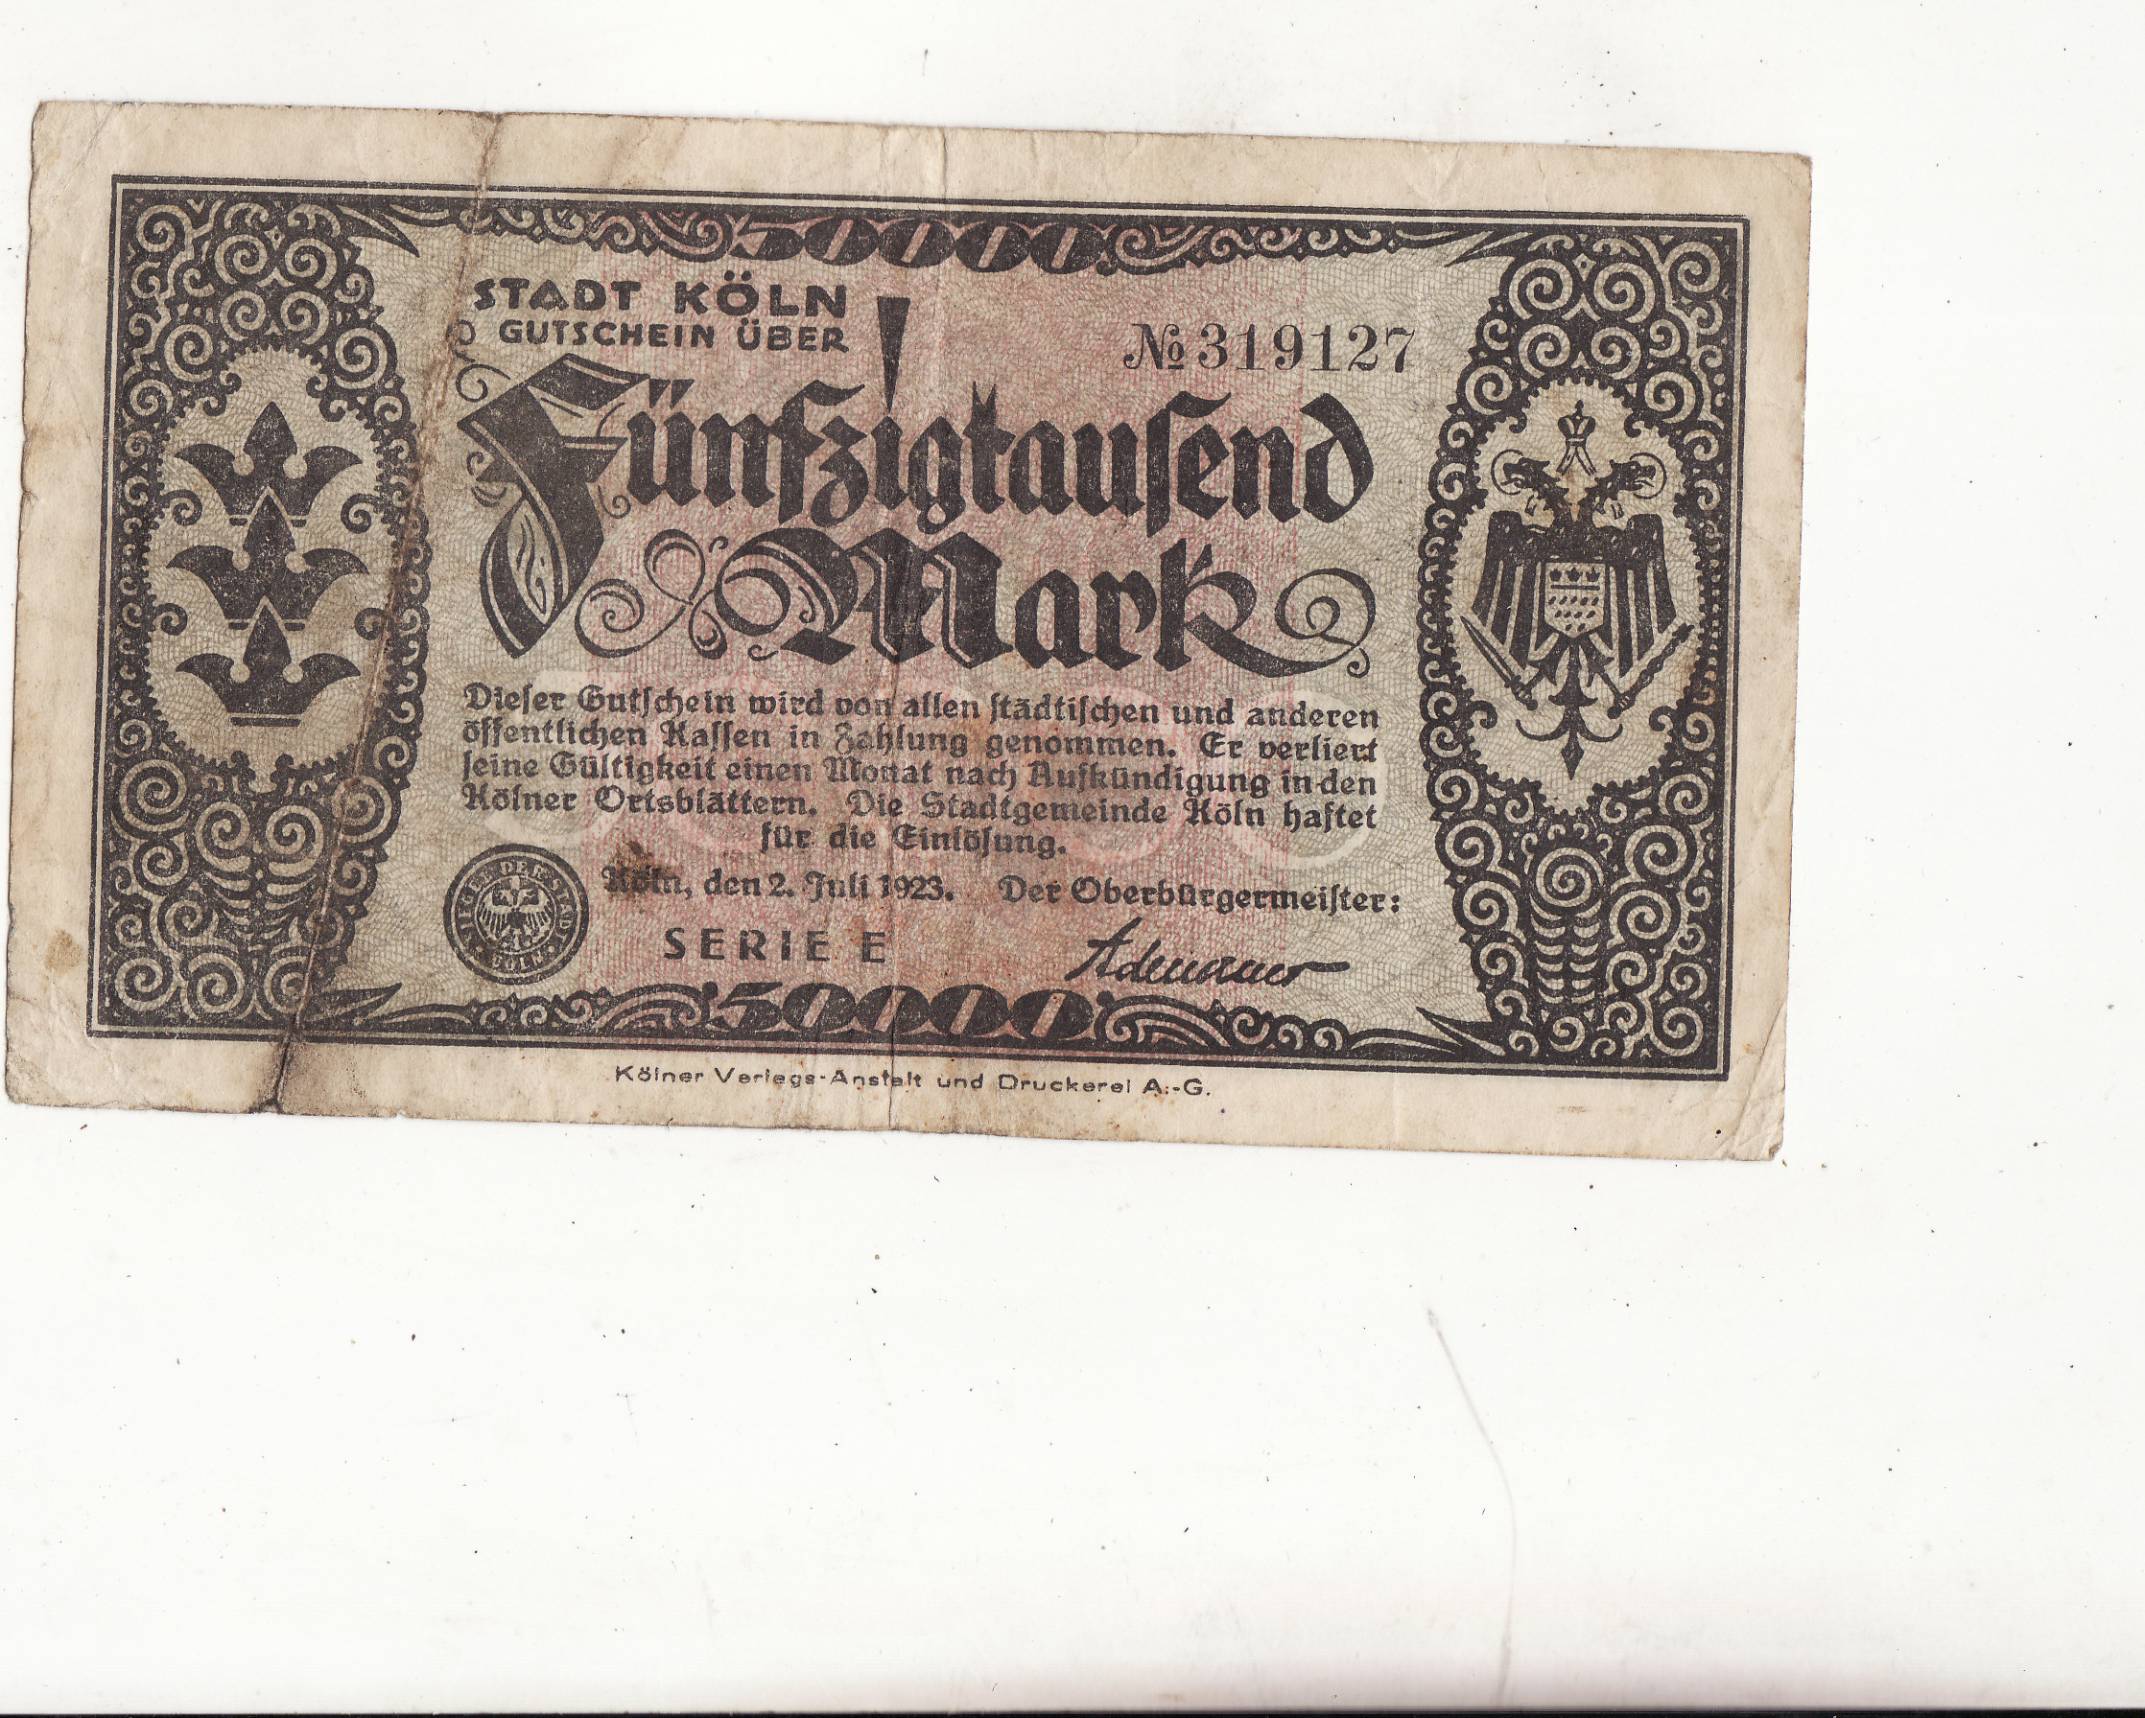 50000
STADT KÖLN
GUTSCHEIN ÜBER
№ 319127
Fünfzigtausend
Mark
Dieser Gutschein wird von allen städtischen und anderen
öffentlichen Kassen in Zahlung genommen. Er verliert
seine Gültigkeit einen Monat nach Aufkündigung in den
Kölner Ortsblättern. Die Stadtgemeinde Köln haftet
für die Einlösung.
Köln, den 2. Juli 1923. Der Oberbürgermeister:
SERIE E
Adenauer
50000
Kölner Verlags-Anstalt und Druckerei A.-G.